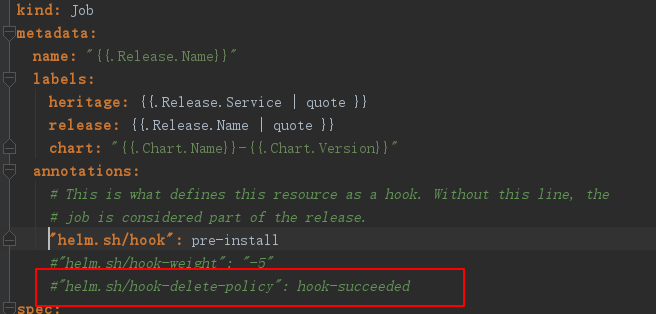 kind: Job
metadata:
  name: "{{.Release.Name}}"
  labels:
    heritage: {{.Release.Service | quote }}
    release: {{.Release.Name | quote }}
    chart: "{{.Chart.Name}}-{{.Chart.Version}}"
  annotations:
    # This is what defines this resource as a hook. Without this line, the
    # job is considered part of the release.
    "helm.sh/hook": pre-install
    #"helm.sh/hook-weight": "-5"
    #"helm.sh/hook-delete-policy": hook-succeeded
spec: